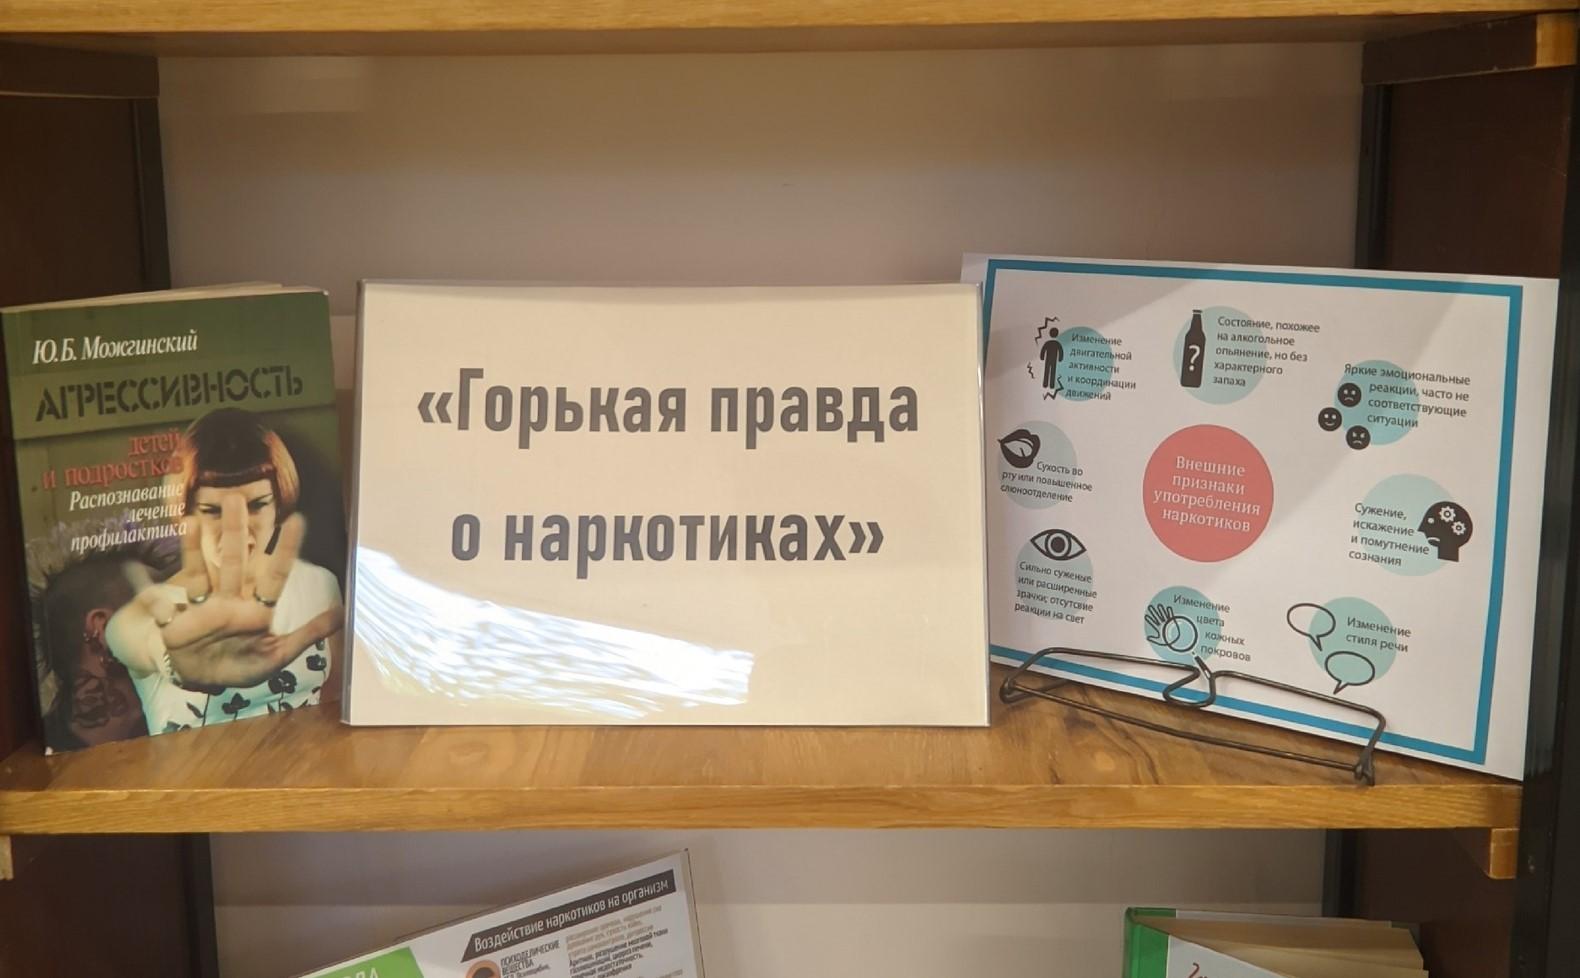 Ю.Б. Можгинский
АГРЕССИВНОСТЬ
детей
и подростков
Распознавание
лечение
профилактика
«Горькая правда
о наркотиках»
Изменение
двигательной
активности
и координации
движений
Состояние, похожее
на алкогольное
опьянение, но без
характерного
запаха
?
Яркие эмоциональные
реакции, часто не
соответствующие
ситуации
Сухость во
рту или повышенное
слюноотделение
Внешние
признаки
употребления
наркотиков
Сужение,
искажение
и помутнение
сознания
Сильно суженые
или расширенные
зрачки; отсутсвие
реакции на свет
Изменение
цвета
кожных
покровов
Изменение
стиля речи
Воздействие наркотиков на организм
ПСИХОДЕЛИЧЕСКИЕ
ВЕЩЕСТВА